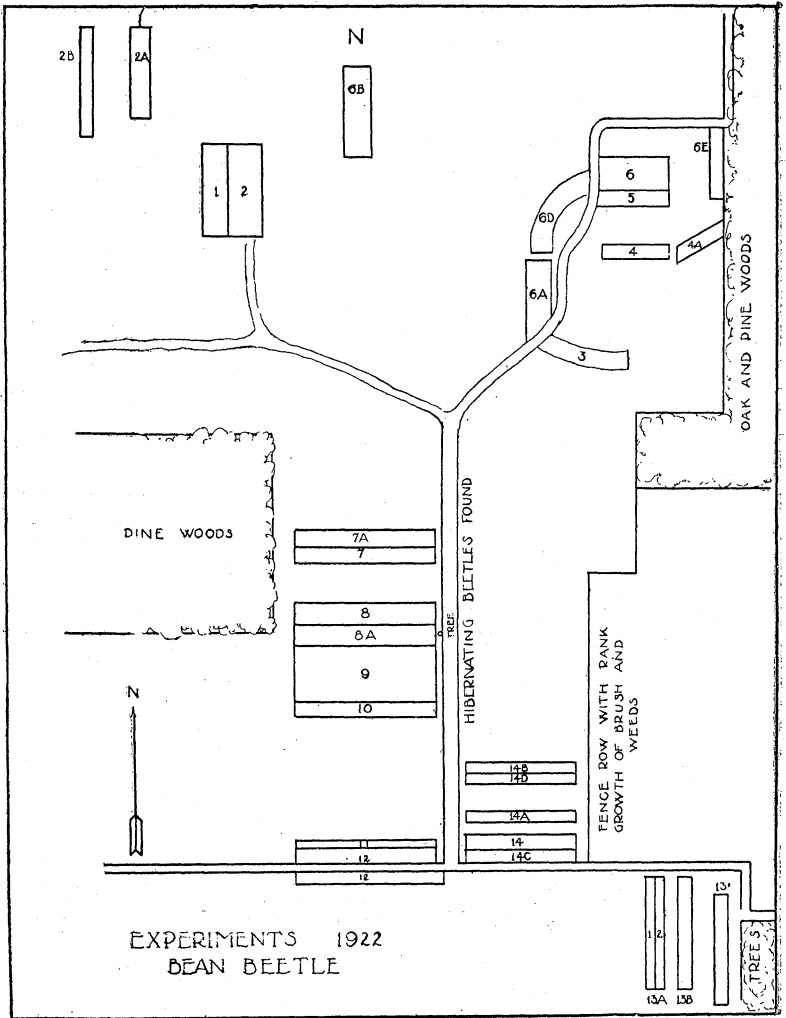 2B
2A
N
6B
1
2
6E
6
5
6D
4
4A
6A
3
OAK AND PINE WOODS
PINE WOODS
HIBERNATING BEETLES FOUND
7A
7
8
8A
TREE
9
10
FENCE ROW WITH RANK
GROWTH OF BRUSH AND
WEEDS
N
14B
14D
14A
14
14C
11
12
12
EXPERIMENTS 1922
BEAN BEETLE
1 2
13A
13B
13'
TREES